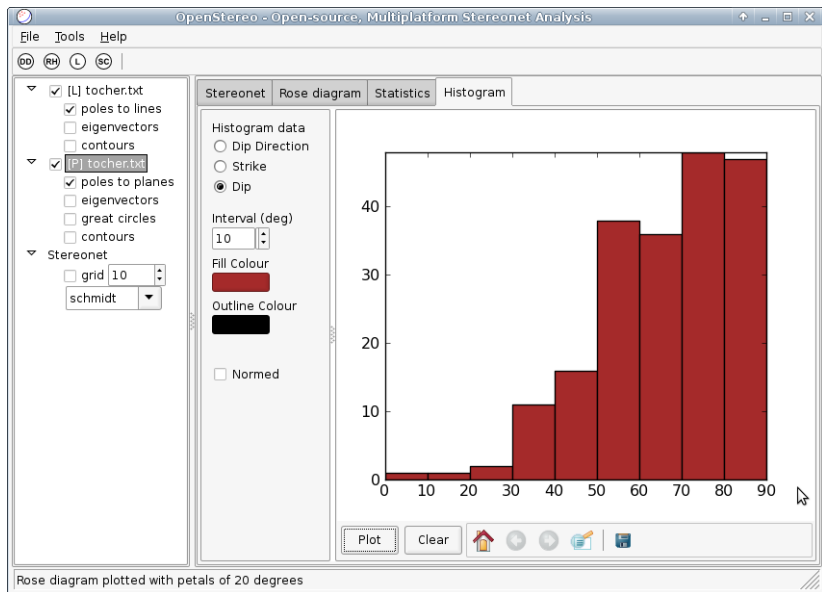 OpenStereo - Open-source, Multiplatform Stereonet Analysis
File Tools Help
DD RH L SC
[L] tocher.txt
poles to lines
eigenvectors
contours
[P] tocher.txt
poles to planes
eigenvectors
great circles
contours
Stereonet
grid 10
schmidt
Stereonet Rose diagram Statistics Histogram
Histogram data
Dip Direction
Strike
Dip
Interval (deg)
10
Fill Colour
Outline Colour
Normed
40
30
20
10
0
0 10 20 30 40 50 60 70 80 90
Plot Clear
Rose diagram plotted with petals of 20 degrees